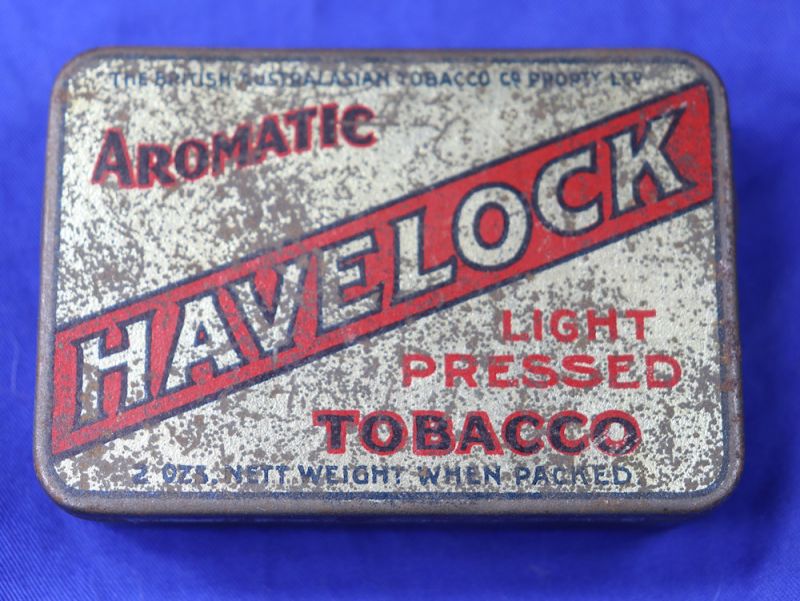 THE BRITISH AUSTRALASIAN TOBACCO CO PROPTY LTD
AROMATIC
HAVELOCK
LIGHT
PRESSED
TOBACCO
2 OZS. NETT WEIGHT WHEN PACKED